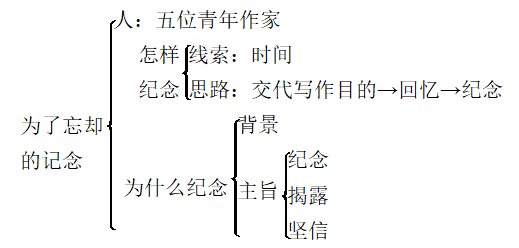 人：五位青年作家
怎样
纪念
线索：时间
思路：交代写作目的→回忆→纪念
为了忘却
的记念
为什么纪念
背景
主旨
纪念
揭露
坚信